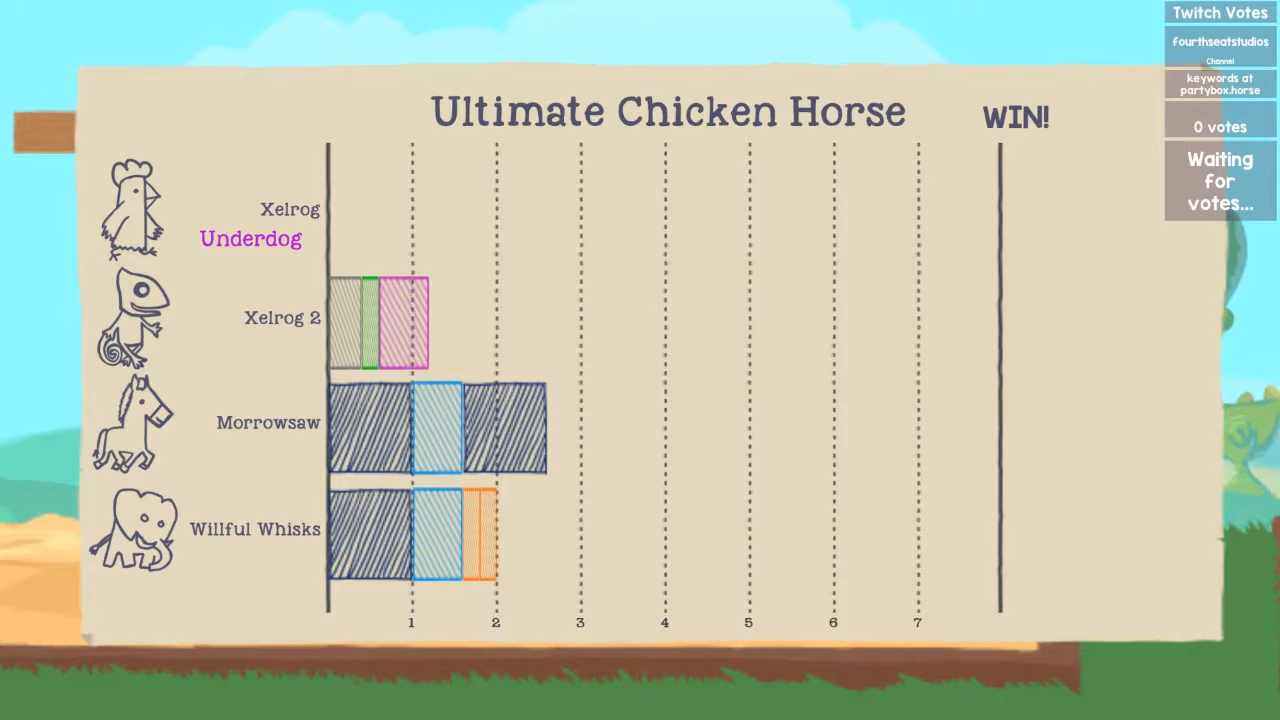 Ultimate Chicken Horse
WIN!
Twitch Votes
fourthseatstudios
Channel
keywords at
partybox.horse
0 votes
Waiting
for
votes...
Xelrog
Underdog
Xelrog 2
Morrowsaw
Willful Whisks
1 2 3 4 5 6 7